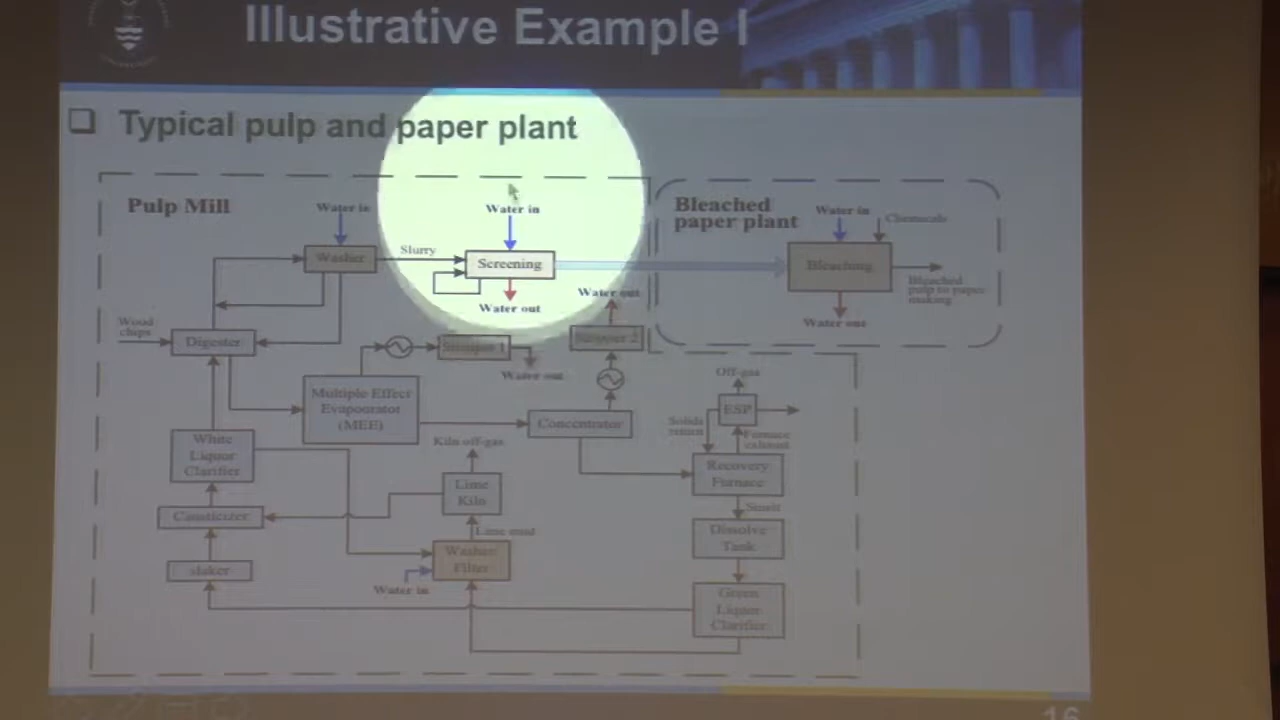 Illustrative Example I
Typical pulp and paper plant
Pulp Mill
Water in
Water in
Bleached
paper plant
Water in
Chemicals
Washer
Slurry
Screening
Bleaching
Bleached
pulp to paper
making
Water out
Water out
Water out
Wood
chips
Digester
Stripper 1
Stripper 2
Water out
Multiple Effect
Evapourator
(MEE)
Concentrator
Off-gas
ESP
Solids
return
Furnace
exhaust
White
Liquor
Clarifier
Kiln off-gas
Lime
Kiln
Recovery
Furnace
Smelt
Causticizer
Lime mud
Dissolve
Tank
Washer/
Filter
slaker
Water in
Green
Liquor
Clarifier
16